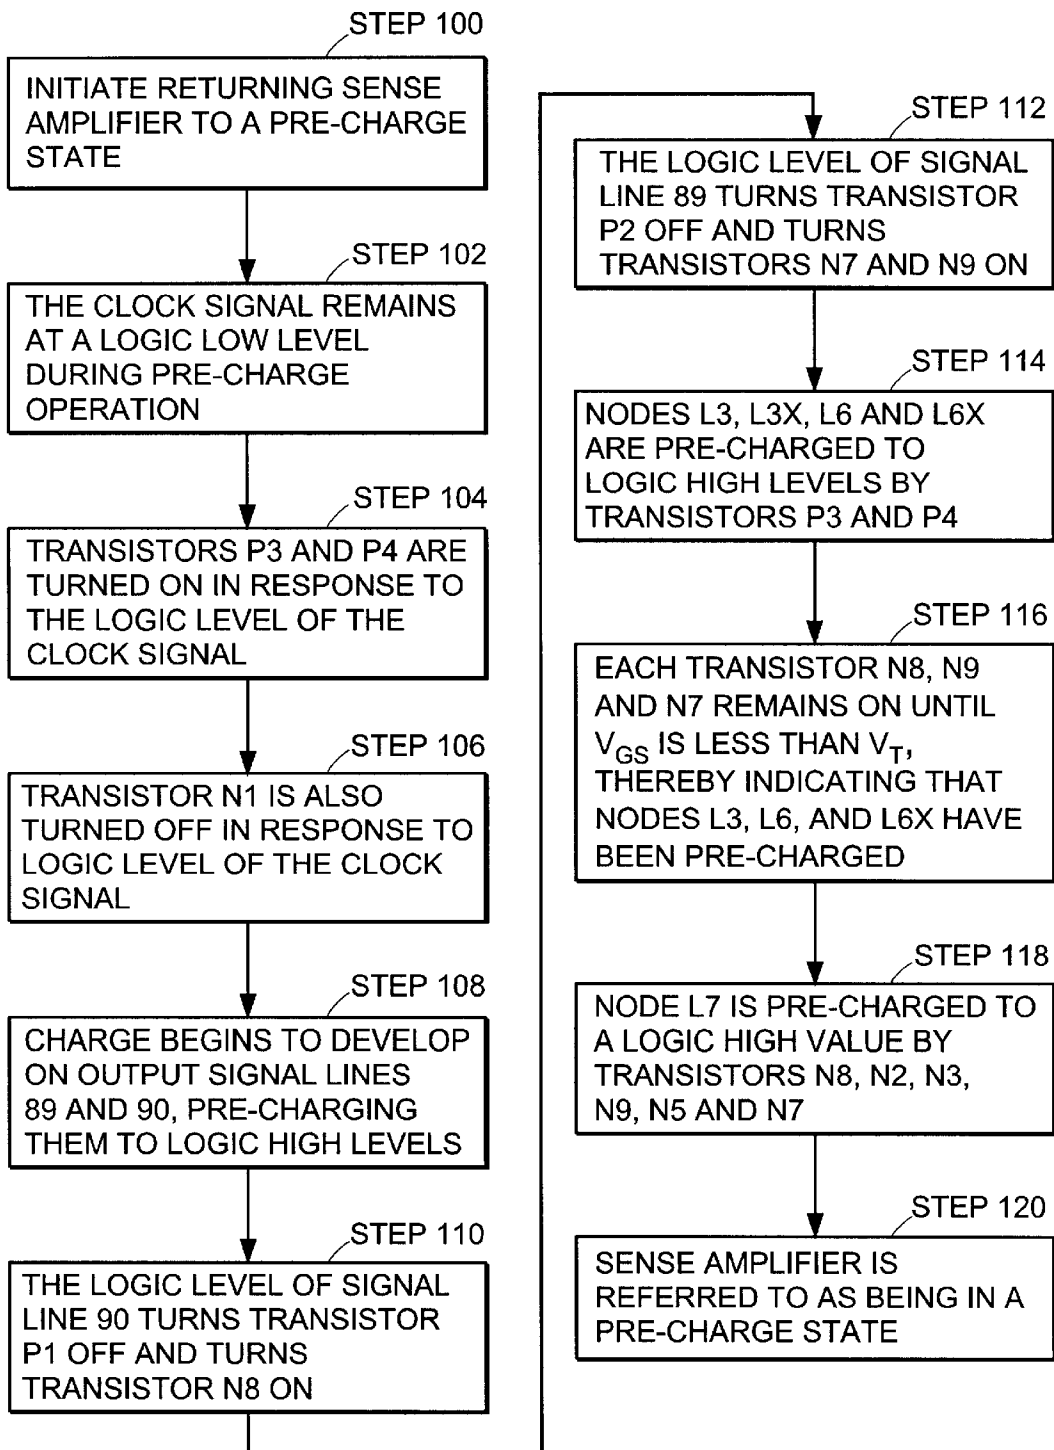 STEP 100
INITIATE RETURNING SENSE
AMPLIFIER TO A PRE-CHARGE
STATE
STEP 102
THE CLOCK SIGNAL REMAINS
AT A LOGIC LOW LEVEL
DURING PRE-CHARGE
OPERATION
STEP 104
TRANSISTORS P3 AND P4 ARE
TURNED ON IN RESPONSE TO
THE LOGIC LEVEL OF THE
CLOCK SIGNAL
STEP 106
TRANSISTOR N1 IS ALSO
TURNED OFF IN RESPONSE TO
LOGIC LEVEL OF THE CLOCK
SIGNAL
STEP 108
CHARGE BEGINS TO DEVELOP
ON OUTPUT SIGNAL LINES
89 AND 90, PRE-CHARGING
THEM TO LOGIC HIGH LEVELS
STEP 110
THE LOGIC LEVEL OF SIGNAL
LINE 90 TURNS TRANSISTOR
P1 OFF AND TURNS
TRANSISTOR N8 ON
STEP 112
THE LOGIC LEVEL OF SIGNAL
LINE 89 TURNS TRANSISTOR
P2 OFF AND TURNS
TRANSISTORS N7 AND N9 ON
STEP 114
NODES L3, L3X, L6 AND L6X
ARE PRE-CHARGED TO
LOGIC HIGH LEVELS BY
TRANSISTORS P3 AND P4
STEP 116
EACH TRANSISTOR N8, N9
AND N7 REMAINS ON UNTIL
V_GS IS LESS THAN V_T,
THEREBY INDICATING THAT
NODES L3, L6, AND L6X HAVE
BEEN PRE-CHARGED
STEP 118
NODE L7 IS PRE-CHARGED TO
A LOGIC HIGH VALUE BY
TRANSISTORS N8, N2, N3,
N9, N5 AND N7
STEP 120
SENSE AMPLIFIER IS
REFERRED TO AS BEING IN A
PRE-CHARGE STATE